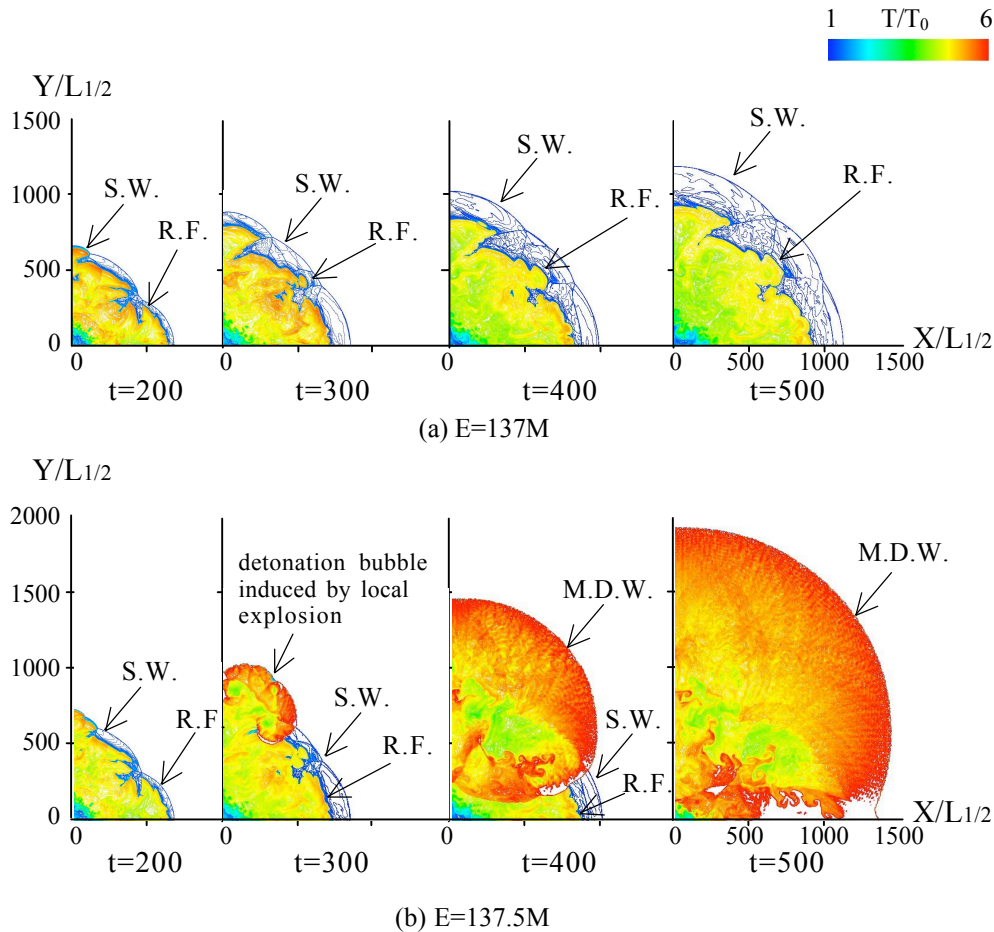 1 T/T0 6
Y/L1/2
1500
1000
500
0
S.W.
R.F.
S.W.
R.F.
S.W.
R.F.
S.W.
R.F.
X/L1/2
0
0
0
0 500 1000 1500
t=200
t=300
t=400
t=500
(a) E=137M
Y/L1/2
2000
1500
1000
500
0
S.W.
R.F.
detonation bubble
induced by local
explosion
S.W.
R.F.
M.D.W.
S.W.
R.F.
M.D.W.
X/L1/2
0
0
0
0 500 1000 1500
t=200
t=300
t=400
t=500
(b) E=137.5M